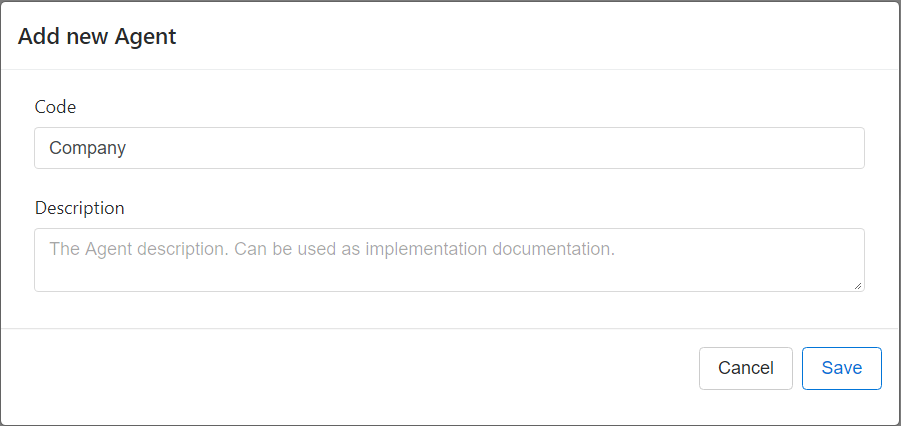 Add new Agent
Code
Company
Description
The Agent description. Can be used as implementation documentation.
Cancel Save